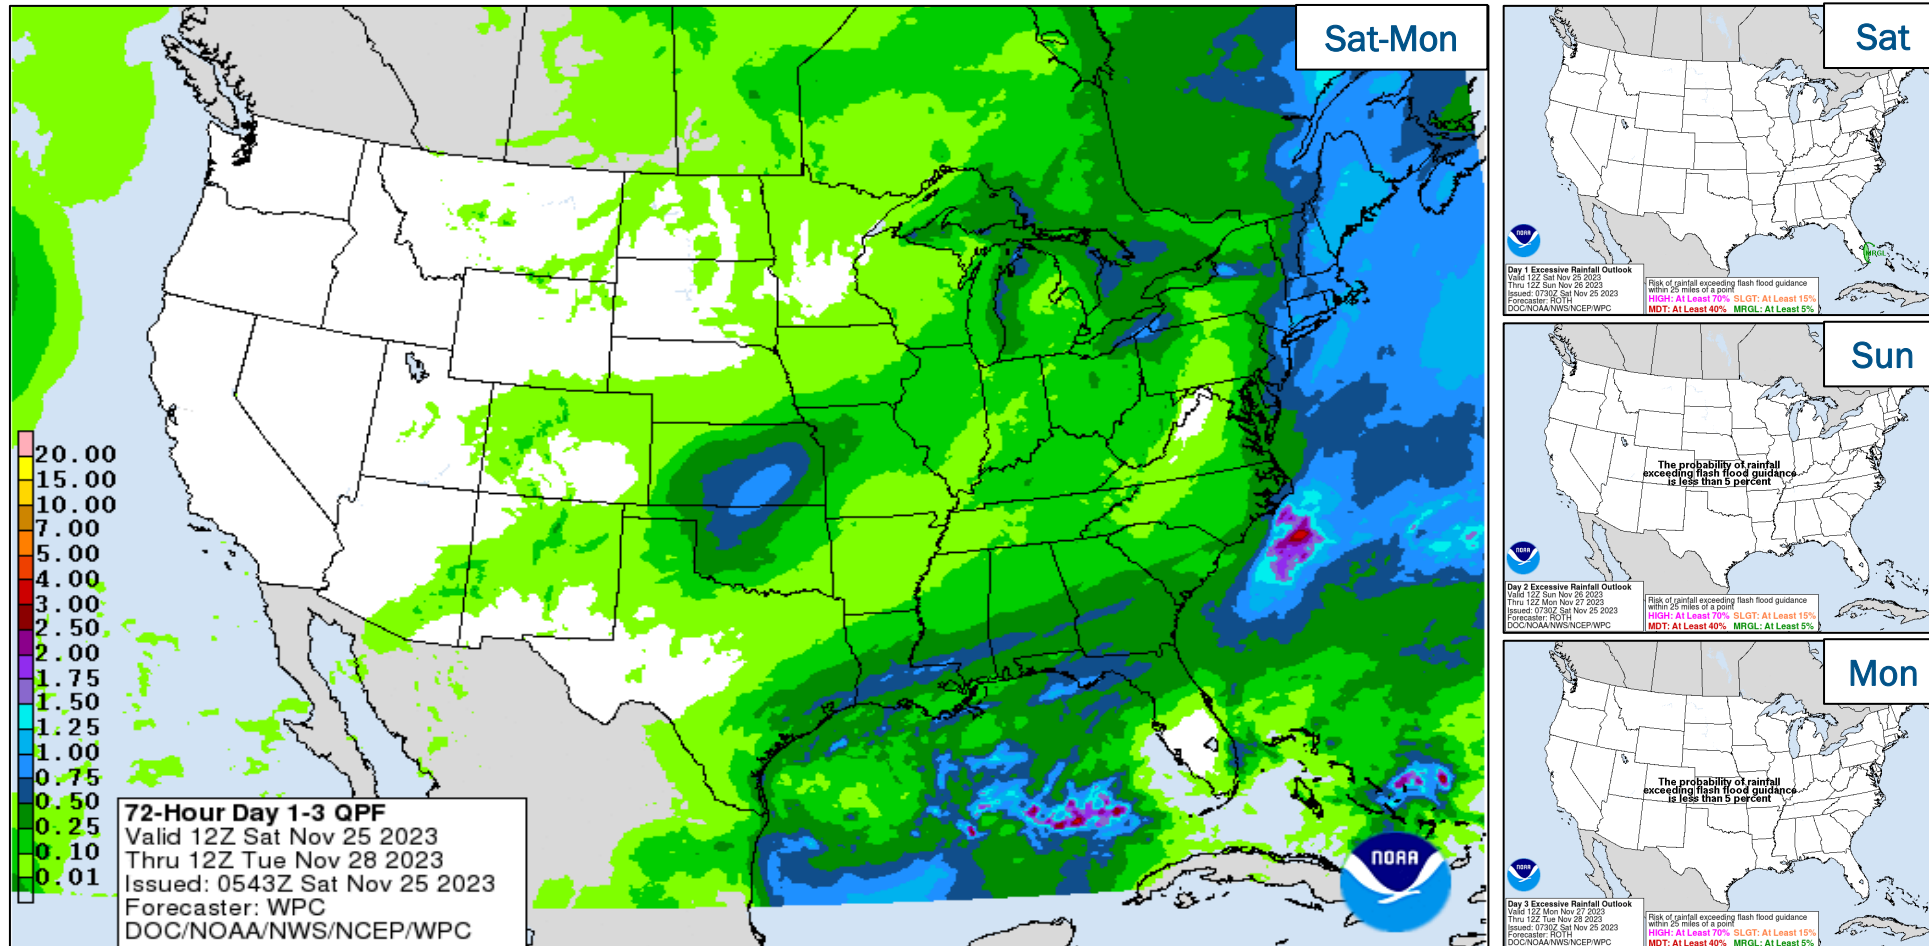 Sat-Mon
20.00
15.00
10.00
7.00
5.00
4.00
3.00
2.50
2.00
1.75
1.50
1.25
1.00
0.75
0.50
0.25
0.10
0.01
72-Hour Day 1-3 QPF
Valid 12Z Sat Nov 25 2023
Thru 12Z Tue Nov 28 2023
Issued: 0543Z Sat Nov 25 2023
Forecaster: WPC
DOC/NOAA/NWS/NCEP/WPC
NOAA
Sat
MRGL
NOAA
Day 1 Excessive Rainfall Outlook
Valid 12Z Sat Nov 25 2023
Thru 12Z Sun Nov 26 2023
Issued: 0730Z Sat Nov 25 2023
Forecaster: ROTH
DOC/NOAA/NWS/NCEP/WPC
Risk of rainfall exceeding flash flood guidance
within 25 miles of a point
HIGH: At Least 70% SLGT: At Least 15%
MDT: At Least 40% MRGL: At Least 5%
Sun
The probability of rainfall
exceeding flash flood guidance
is less than 5 percent
NOAA
Day 2 Excessive Rainfall Outlook
Valid 12Z Sun Nov 26 2023
Thru 12Z Mon Nov 27 2023
Issued: 0730Z Sat Nov 25 2023
Forecaster: ROTH
DOC/NOAA/NWS/NCEP/WPC
Risk of rainfall exceeding flash flood guidance
within 25 miles of a point
HIGH: At Least 70% SLGT: At Least 15%
MDT: At Least 40% MRGL: At Least 5%
Mon
The probability of rainfall
exceeding flash flood guidance
is less than 5 percent
NOAA
Day 3 Excessive Rainfall Outlook
Valid 12Z Mon Nov 27 2023
Thru 12Z Tue Nov 28 2023
Issued: 0730Z Sat Nov 25 2023
Forecaster: ROTH
DOC/NOAA/NWS/NCEP/WPC
Risk of rainfall exceeding flash flood guidance
within 25 miles of a point
HIGH: At Least 70% SLGT: At Least 15%
MDT: At Least 40% MRGL: At Least 5%